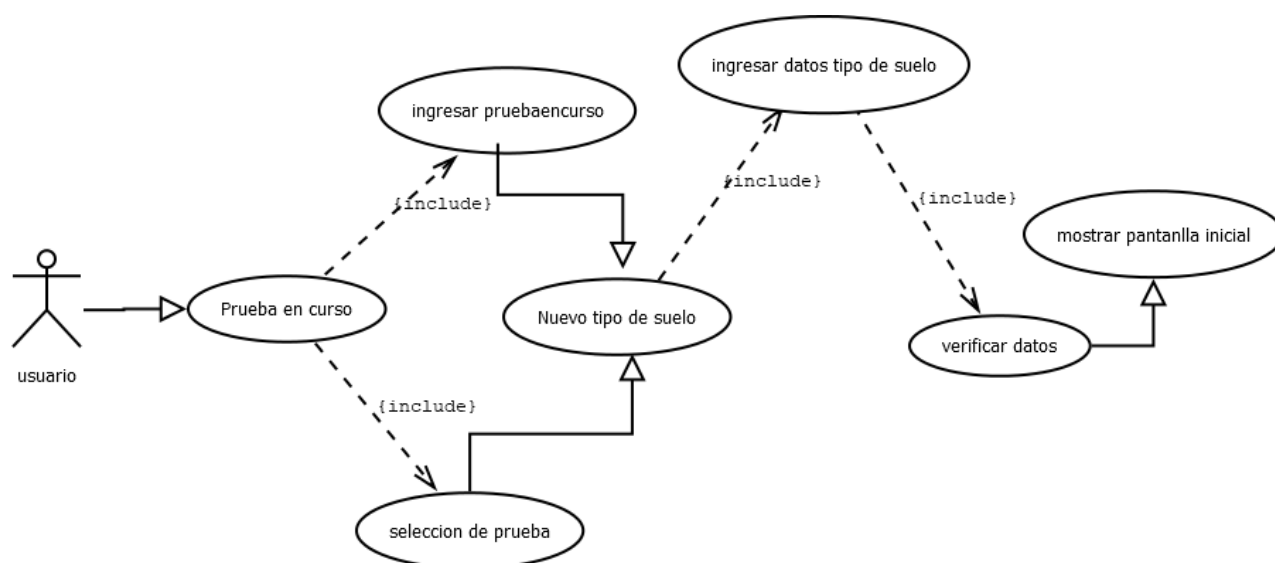 ingresar datos tipo de suelo
ingresar pruebaencurso
{include}
{include}
{include}
mostrar pantanlla inicial
Prueba en curso
Nuevo tipo de suelo
verificar datos
usuario
{include}
seleccion de prueba